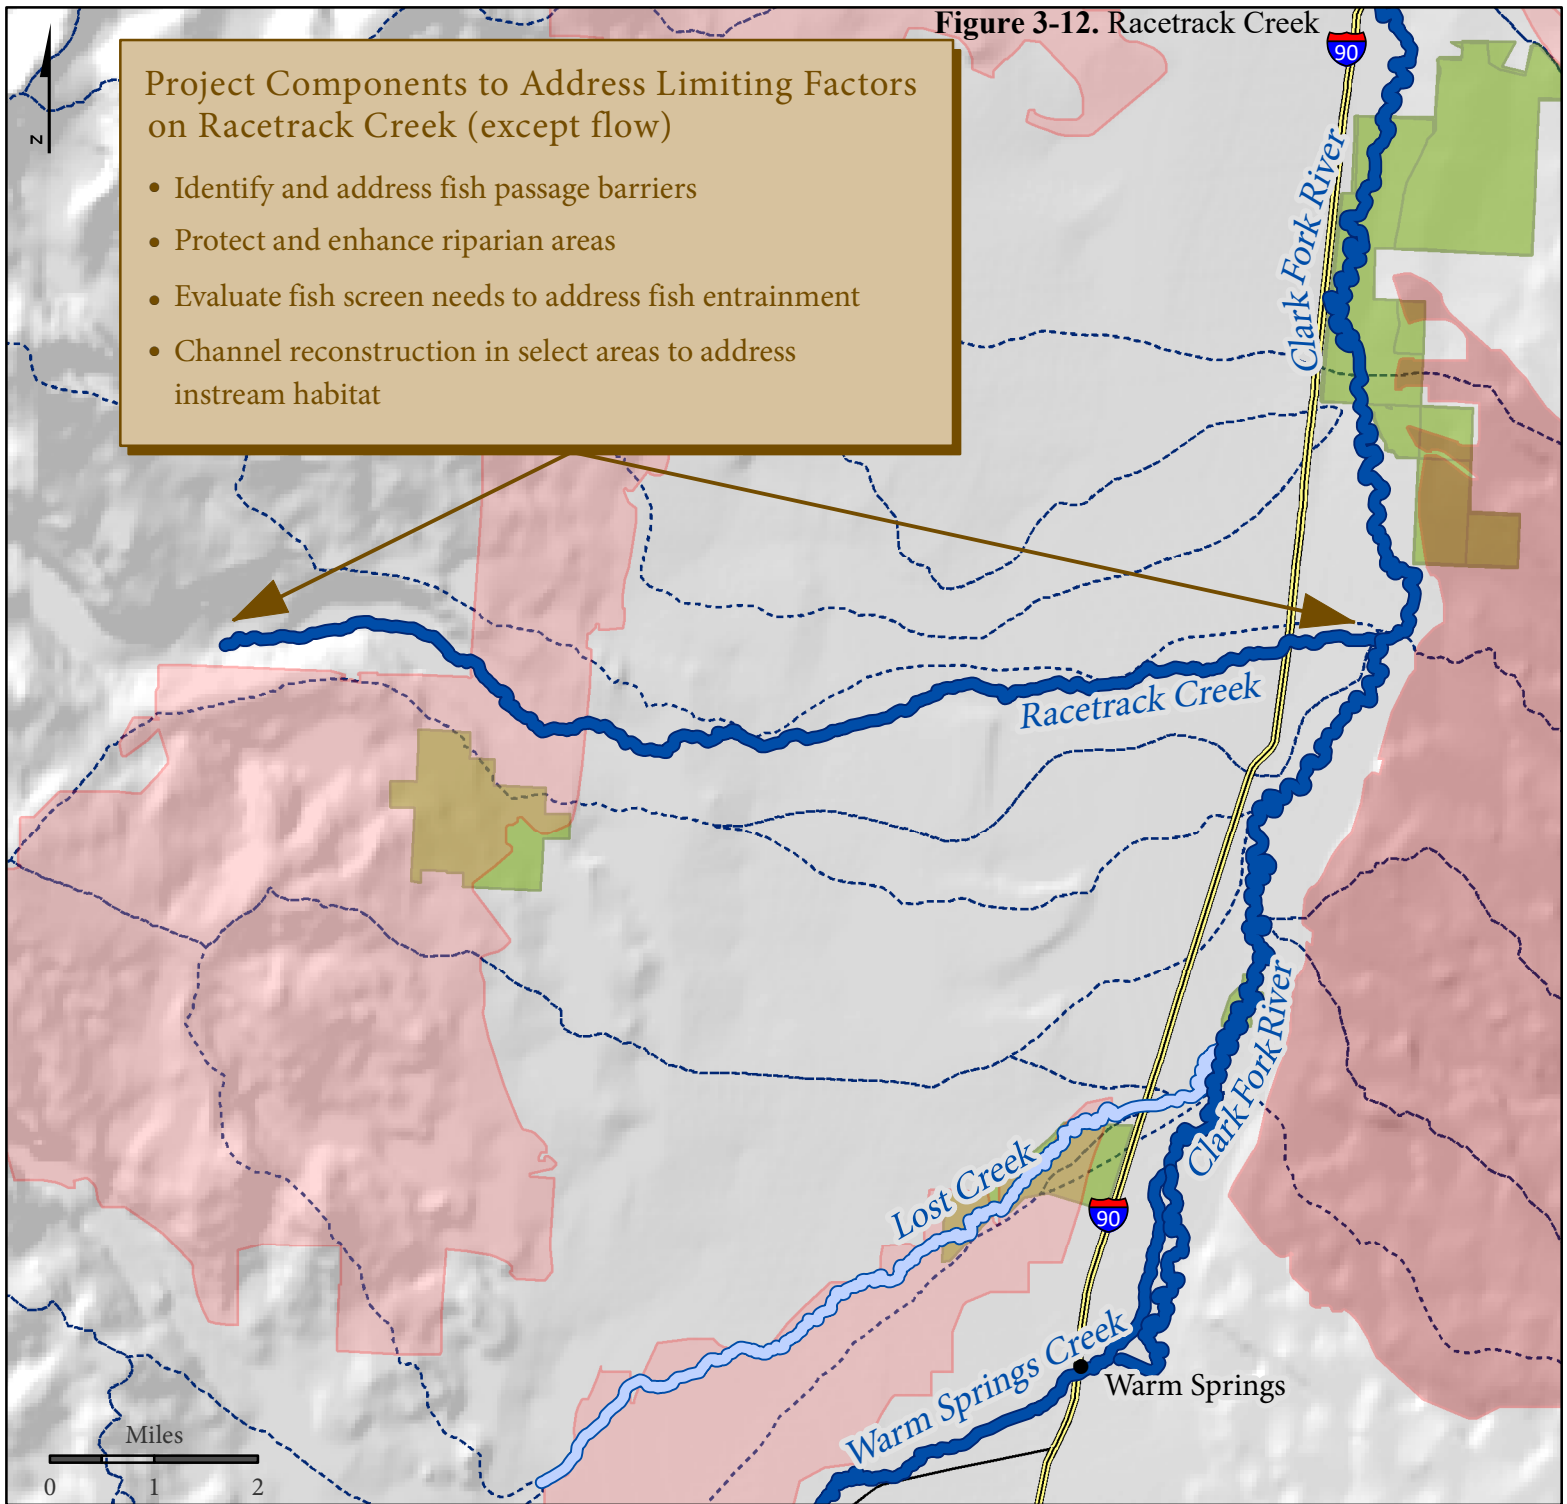 Figure 3-12. Racetrack Creek
90
N
Project Components to Address Limiting Factors
on Racetrack Creek (except flow)
• Identify and address fish passage barriers
• Protect and enhance riparian areas
• Evaluate fish screen needs to address fish entrainment
• Channel reconstruction in select areas to address
instream habitat
Clark Fork River
Racetrack Creek
Clark Fork River
Lost Creek
90
Warm Springs Creek
Warm Springs
Miles
0 1 2